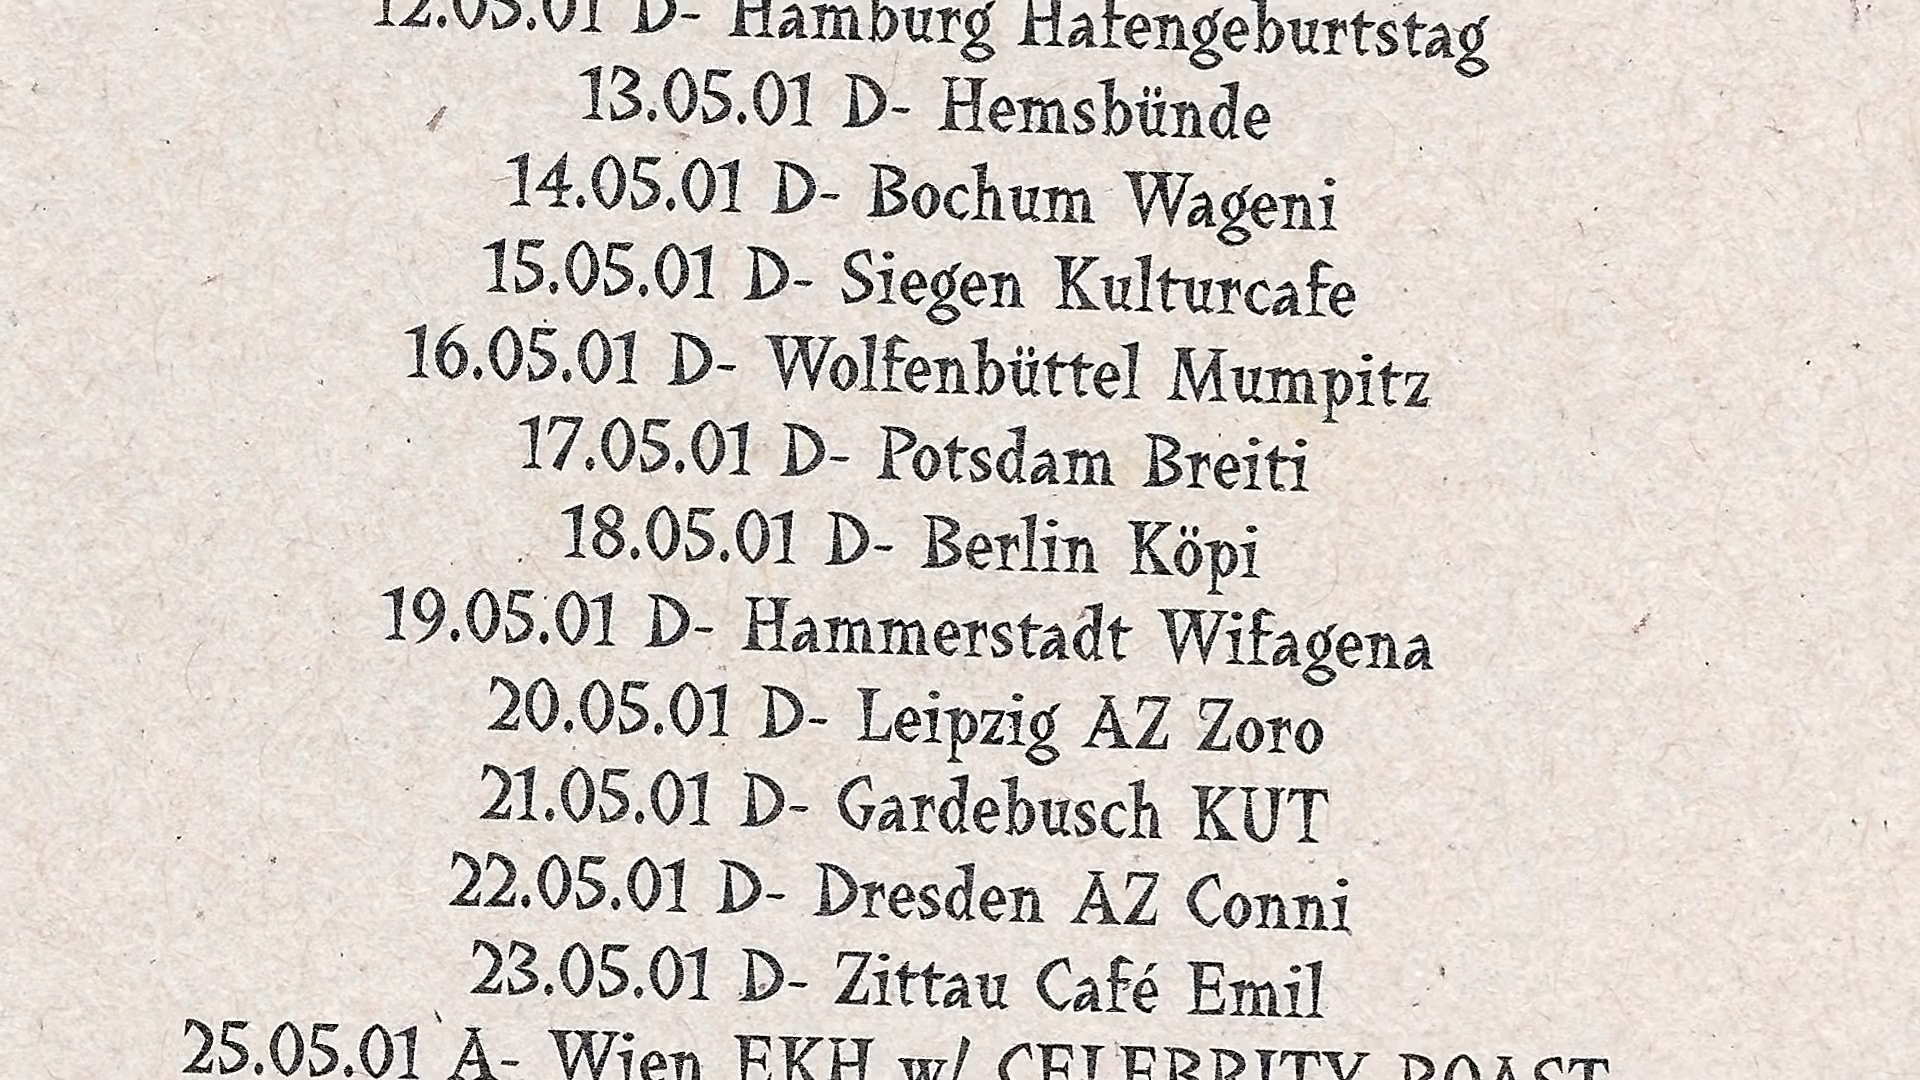 12.05.01 D- Hamburg Hafengeburtstag
13.05.01 D- Hemsbünde
14.05.01 D- Bochum Wageni
15.05.01 D- Siegen Kulturcafe
16.05.01 D- Wolfenbüttel Mumpitz
17.05.01 D- Potsdam Breiti
18.05.01 D- Berlin Köpi
19.05.01 D- Hammerstadt Wifagena
20.05.01 D- Leipzig AZ Zoro
21.05.01 D- Gardebusch KUT
22.05.01 D- Dresden AZ Conni
23.05.01 D- Zittau Café Emil
25.05.01 A- Wien EKH w/ CELEBRITY ROAST